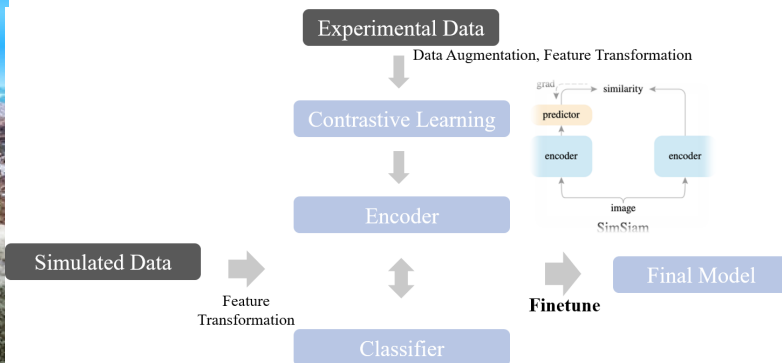 Experimental Data
Data Augmentation, Feature Transformation
grad
similarity
predictor
Contrastive Learning
encoder
encoder
image
Encoder
SimSiam
Simulated Data
Final Model
Feature
Transformation
Finetune
Classifier